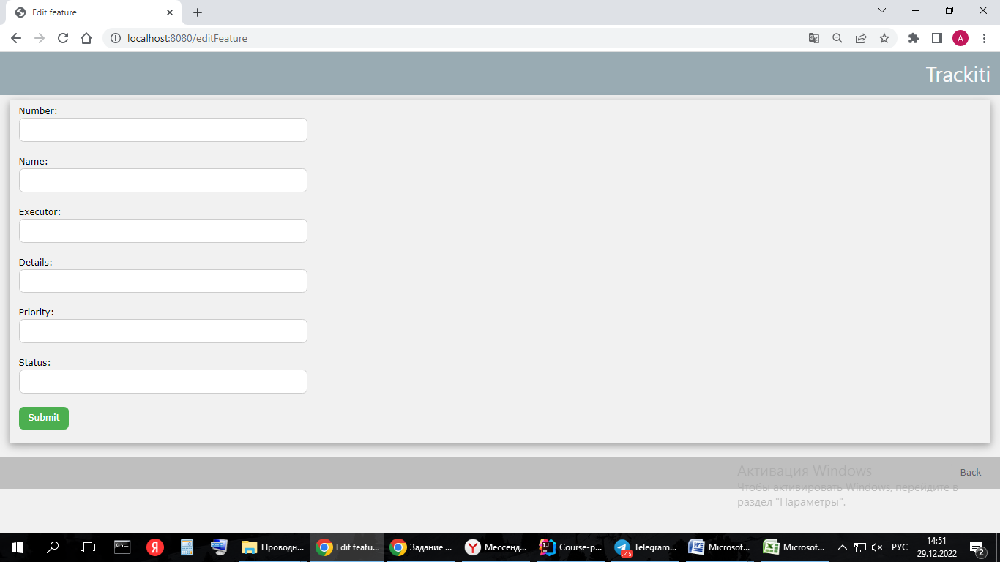 Edit feature
localhost:8080/editFeature
A
Trackiti
Number:
Name:
Executor:
Details:
Priority:
Status:
Submit
Back
Активация Windows
Чтобы активировать Windows, перейдите в
раздел "Параметры".
Я
Проводн...
Edit featu...
Задание ...
Y
Мессенд...
IJ
Course-p...
45
Telegram...
W
Microsof...
X
Microsof...
РУС
14:51
29.12.2022
2